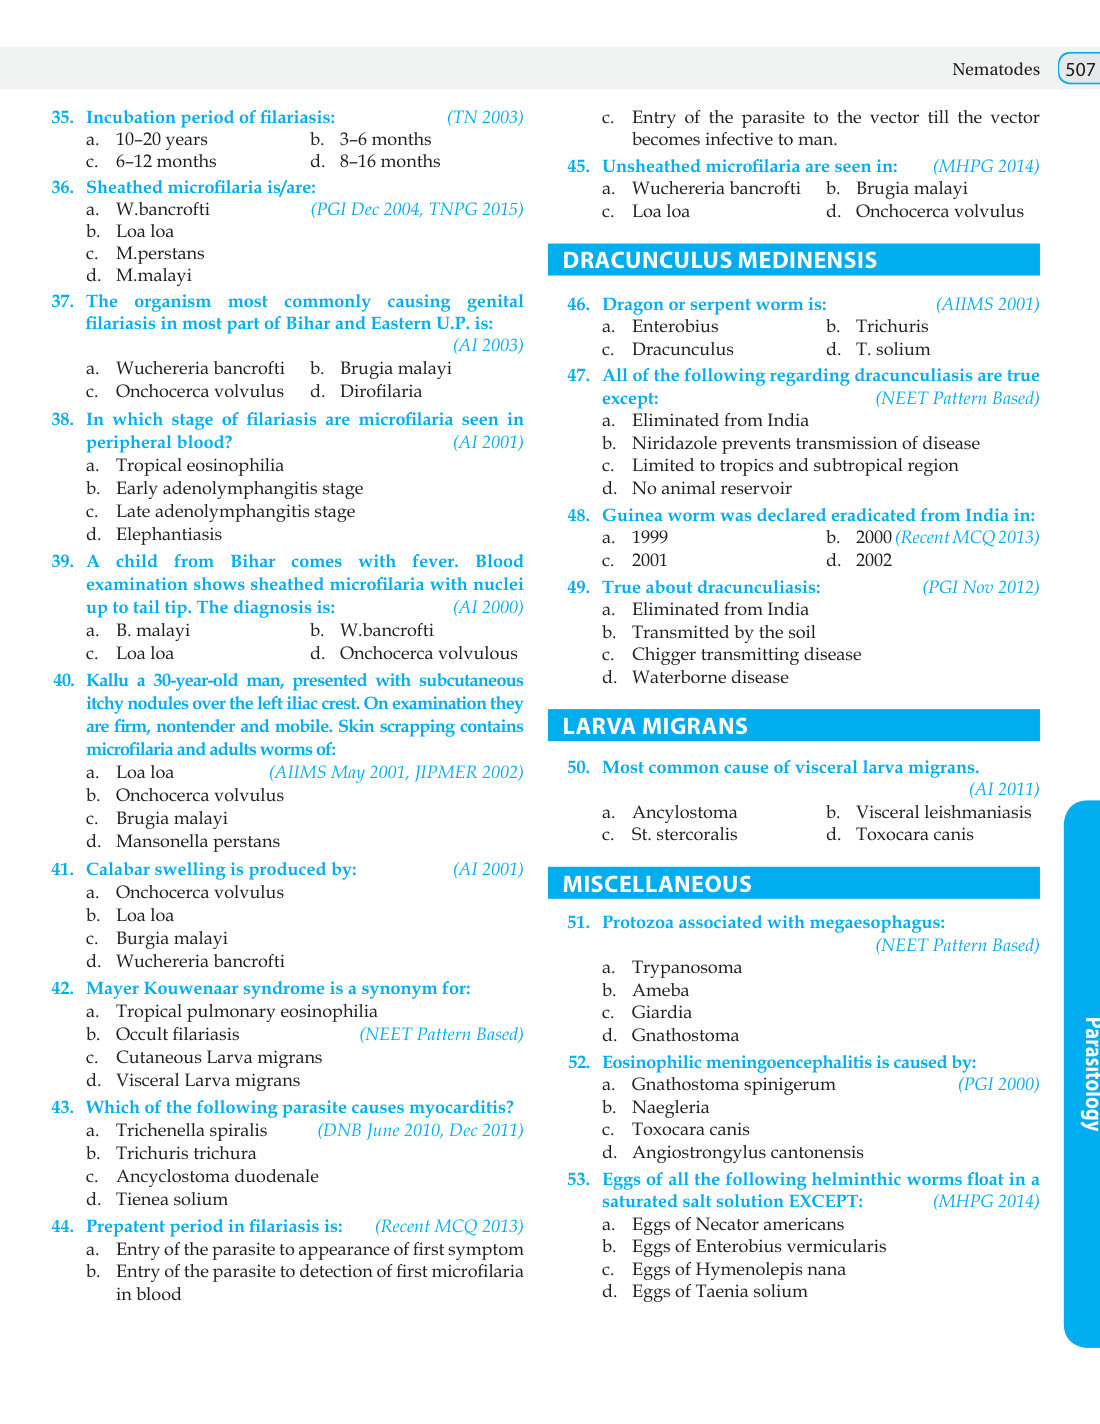 Nematodes 507
35. Incubation period of filariasis: (TN 2003)
a. 10–20 years b. 3–6 months
c. 6–12 months d. 8–16 months
36. Sheathed microfilaria is/are:
a. W.bancrofti (PGI Dec 2004, TNPG 2015)
b. Loa loa
c. M.perstans
d. M.malayi
37. The organism most commonly causing genital
filariasis in most part of Bihar and Eastern U.P. is:
(AI 2003)
a. Wuchereria bancrofti b. Brugia malayi
c. Onchocerca volvulus d. Dirofilaria
38. In which stage of filariasis are microfilaria seen in
peripheral blood? (AI 2001)
a. Tropical eosinophilia
b. Early adenolymphangitis stage
c. Late adenolymphangitis stage
d. Elephantiasis
39. A child from Bihar comes with fever. Blood
examination shows sheathed microfilaria with nuclei
up to tail tip. The diagnosis is: (AI 2000)
a. B. malayi b. W.bancrofti
c. Loa loa d. Onchocerca volvulous
40. Kallu a 30-year-old man, presented with subcutaneous
itchy nodules over the left iliac crest. On examination they
are firm, nontender and mobile. Skin scrapping contains
microfilaria and adults worms of:
a. Loa loa (AIIMS May 2001, JIPMER 2002)
b. Onchocerca volvulus
c. Brugia malayi
d. Mansonella perstans
41. Calabar swelling is produced by: (AI 2001)
a. Onchocerca volvulus
b. Loa loa
c. Burgia malayi
d. Wuchereria bancrofti
42. Mayer Kouwenaar syndrome is a synonym for:
a. Tropical pulmonary eosinophilia
b. Occult filariasis (NEET Pattern Based)
c. Cutaneous Larva migrans
d. Visceral Larva migrans
43. Which of the following parasite causes myocarditis?
a. Trichenella spiralis (DNB June 2010, Dec 2011)
b. Trichuris trichura
c. Ancyclostoma duodenale
d. Tienea solium
44. Prepatent period in filariasis is: (Recent MCQ 2013)
a. Entry of the parasite to appearance of first symptom
b. Entry of the parasite to detection of first microfilaria
in blood
c. Entry of the parasite to the vector till the vector
becomes infective to man.
45. Unsheathed microfilaria are seen in: (MHPG 2014)
a. Wuchereria bancrofti b. Brugia malayi
c. Loa loa d. Onchocerca volvulus
DRACUNCULUS MEDINENSIS
46. Dragon or serpent worm is: (AIIMS 2001)
a. Enterobius b. Trichuris
c. Dracunculus d. T. solium
47. All of the following regarding dracunculiasis are true
except: (NEET Pattern Based)
a. Eliminated from India
b. Niridazole prevents transmission of disease
c. Limited to tropics and subtropical region
d. No animal reservoir
48. Guinea worm was declared eradicated from India in:
a. 1999 b. 2000 (Recent MCQ 2013)
c. 2001 d. 2002
49. True about dracunculiasis: (PGI Nov 2012)
a. Eliminated from India
b. Transmitted by the soil
c. Chigger transmitting disease
d. Waterborne disease
LARVA MIGRANS
50. Most common cause of visceral larva migrans.
(AI 2011)
a. Ancylostoma b. Visceral leishmaniasis
c. St. stercoralis d. Toxocara canis
MISCELLANEOUS
51. Protozoa associated with megaesophagus:
(NEET Pattern Based)
a. Trypanosoma
b. Ameba
c. Giardia
d. Gnathostoma
52. Eosinophilic meningoencephalitis is caused by:
a. Gnathostoma spinigerum (PGI 2000)
b. Naegleria
c. Toxocara canis
d. Angiostrongylus cantonensis
53. Eggs of all the following helminthic worms float in a
saturated salt solution EXCEPT: (MHPG 2014)
a. Eggs of Necator americans
b. Eggs of Enterobius vermicularis
c. Eggs of Hymenolepis nana
d. Eggs of Taenia solium
Parasitology